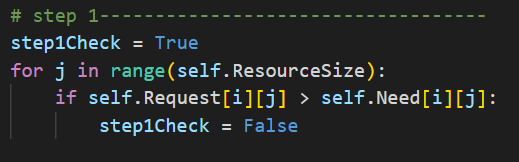 # step 1-----------------------------------
step1Check = True
for j in range(self.ResourceSize):
    if self.Request[i][j] > self.Need[i][j]:
        step1Check = False